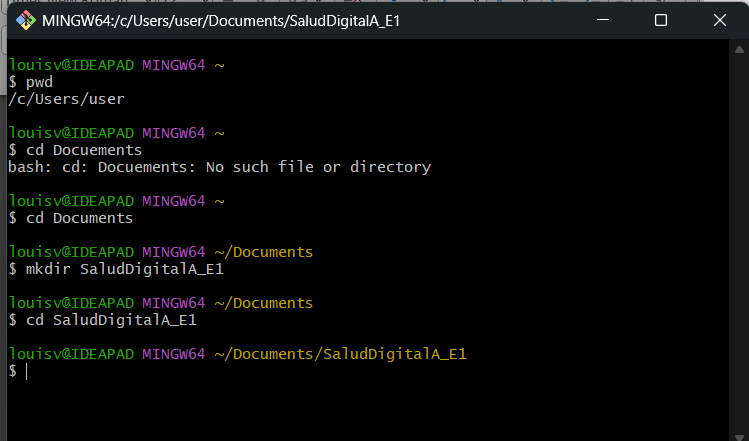 MINGW64:/c/Users/user/Documents/SaludDigitalA_E1
louisv@IDEAPAD MINGW64 ~
$ pwd
/c/Users/user
louisv@IDEAPAD MINGW64 ~
$ cd Docuements
bash: cd: Docuements: No such file or directory
louisv@IDEAPAD MINGW64 ~
$ cd Documents
louisv@IDEAPAD MINGW64 ~/Documents
$ mkdir SaludDigitalA_E1
louisv@IDEAPAD MINGW64 ~/Documents
$ cd SaludDigitalA_E1
louisv@IDEAPAD MINGW64 ~/Documents/SaludDigitalA_E1
$